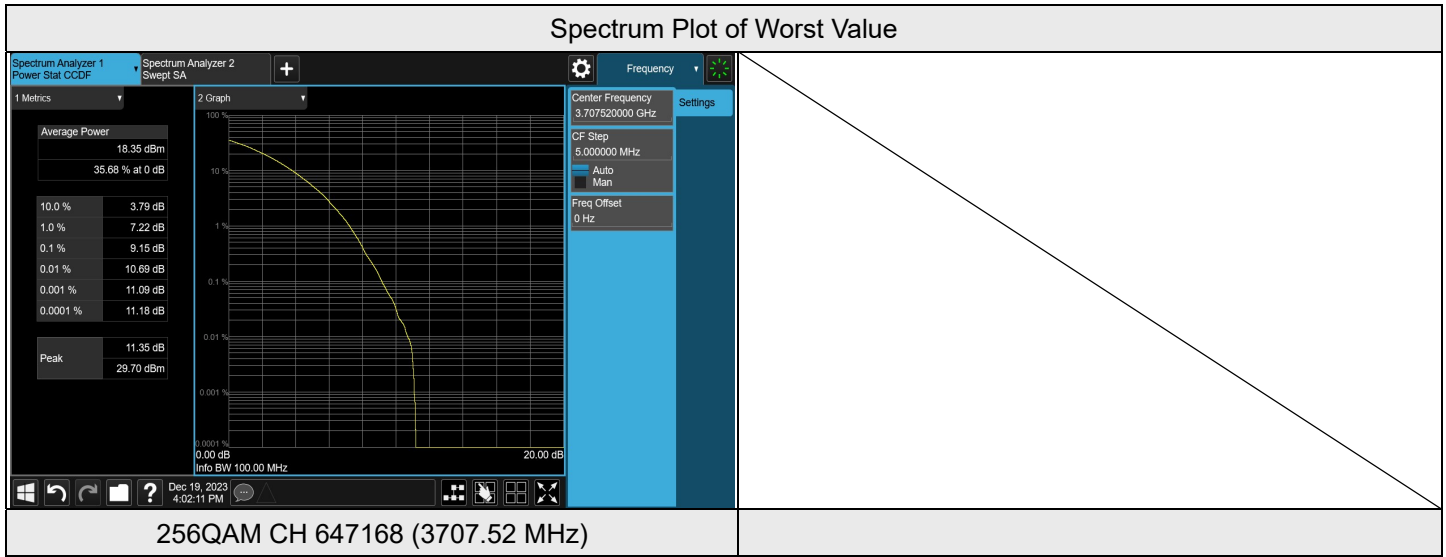 Spectrum Plot of Worst Value
Spectrum Analyzer 1
Power Stat CCDF
Spectrum Analyzer 2
Swept SA
Frequency
1 Metrics
2 Graph
Average Power
18.35 dBm
35.68 % at 0 dB
10.0 % 3.79 dB
1.0 % 7.22 dB
0.1 % 9.15 dB
0.01 % 10.69 dB
0.001 % 11.09 dB
0.0001 % 11.18 dB
Peak 11.35 dB
29.70 dBm
100 %
10 %
1 %
0.1 %
0.01 %
0.001 %
0.0001 %
0.00 dB 20.00 dB
Info BW 100.00 MHz
Center Frequency
3.707520000 GHz
Settings
CF Step
5.000000 MHz
Auto
Man
Freq Offset
0 Hz
Dec 19, 2023
4:02:11 PM
256QAM CH 647168 (3707.52 MHz)